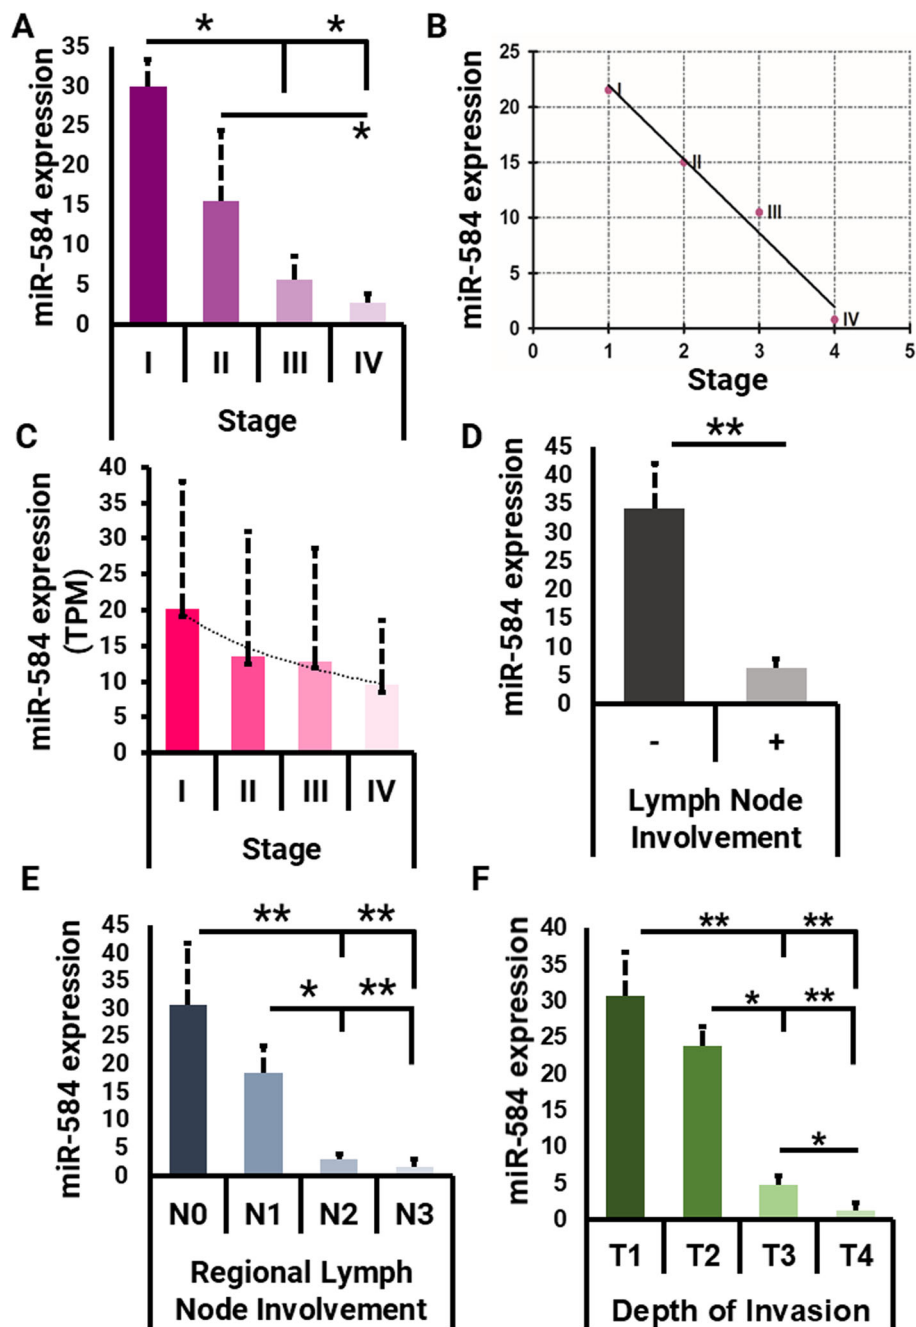 A
miR-584 expression
35
30
25
20
15
10
5
0
* *
*
I II III IV
Stage
B
miR-584 expression
25
20
15
10
5
0
I
II
III
IV
0 1 2 3 4 5
Stage
C
miR-584 expression
(TPM)
40
35
30
25
20
15
10
5
0
I II III IV
Stage
D
miR-584 expression
45
40
35
30
25
20
15
10
5
0
**
- +
Lymph Node
Involvement
E
miR-584 expression
45
40
35
30
25
20
15
10
5
0
** **
* **
N0 N1 N2 N3
Regional Lymph
Node Involvement
F
miR-584 expression
40
35
30
25
20
15
10
5
0
** **
* **
*
T1 T2 T3 T4
Depth of Invasion